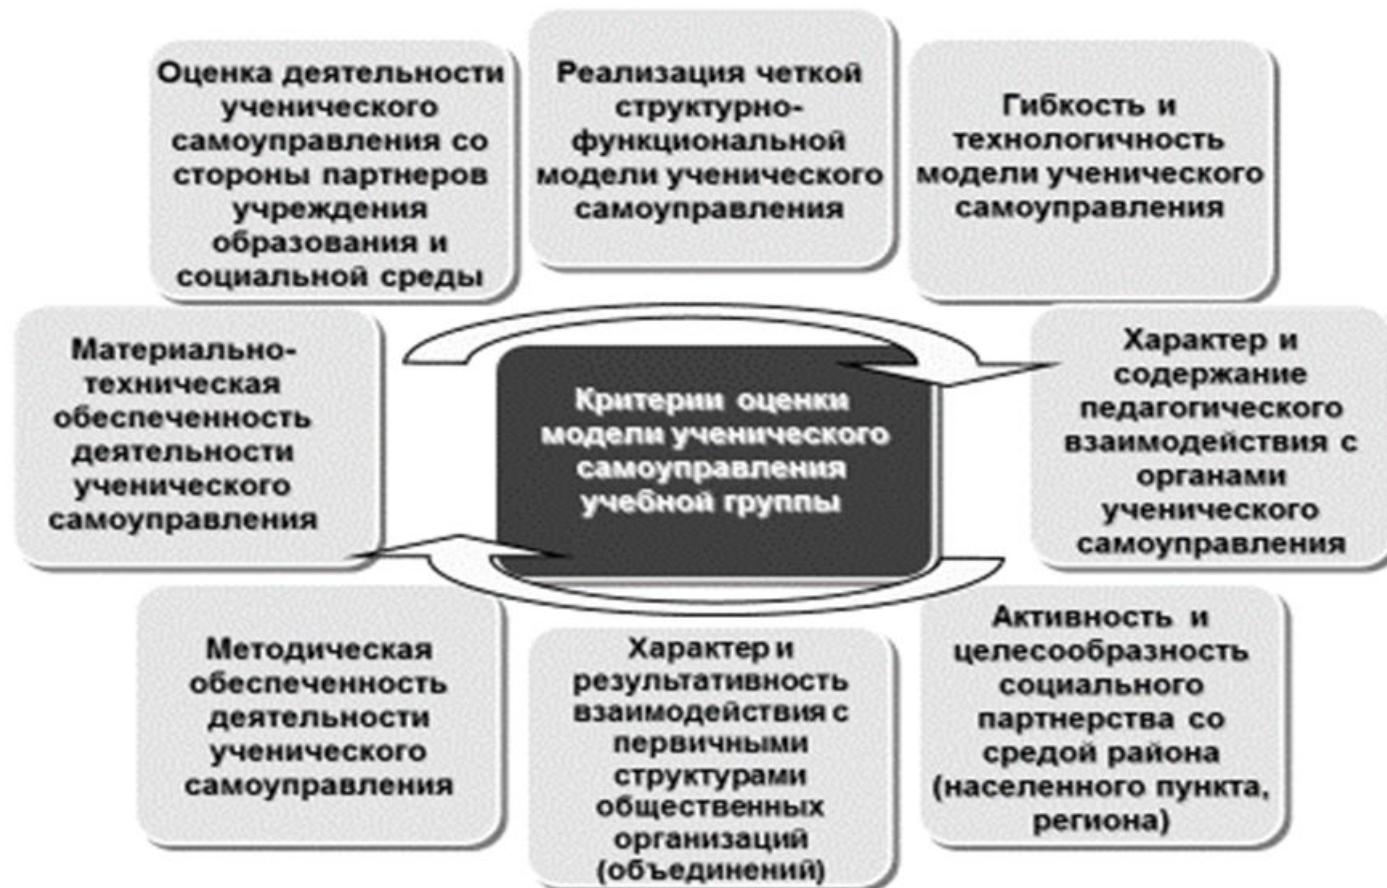 Оценка деятельности
ученического
самоуправления со
стороны партнеров
учреждения
образования и
социальной среды
Реализация четкой
структурно-
функциональной
модели ученического
самоуправления
Гибкость и
технологичность
модели ученического
самоуправления
Материально-
техническая
обеспеченность
деятельности
ученического
самоуправления
Критерии оценки
модели ученического
самоуправления
учебной группы
Характер и
содержание
педагогического
взаимодействия с
органами
ученического
самоуправления
Методическая
обеспеченность
деятельности
ученического
самоуправления
Характер и
результативность
взаимодействия с
первичными
структурами
общественных
организаций
(объединений)
Активность и
целесообразность
социального
партнерства со
средой района
(населенного пункта,
региона)